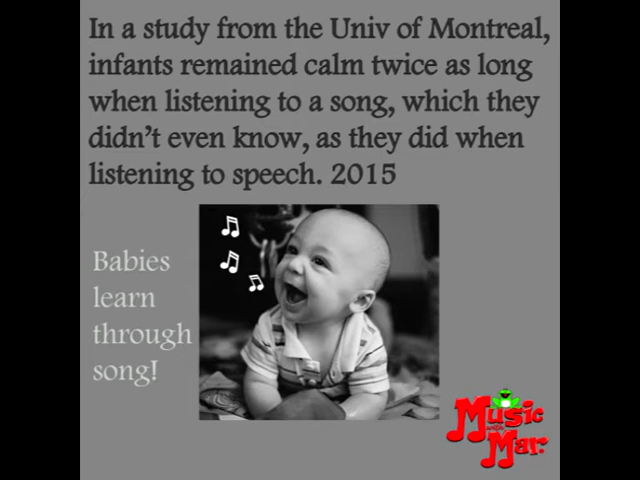 In a study from the Univ of Montreal,
infants remained calm twice as long
when listening to a song, which they
didn't even know, as they did when
listening to speech. 2015
Babies
learn
through
song!
Music
with
Mar.